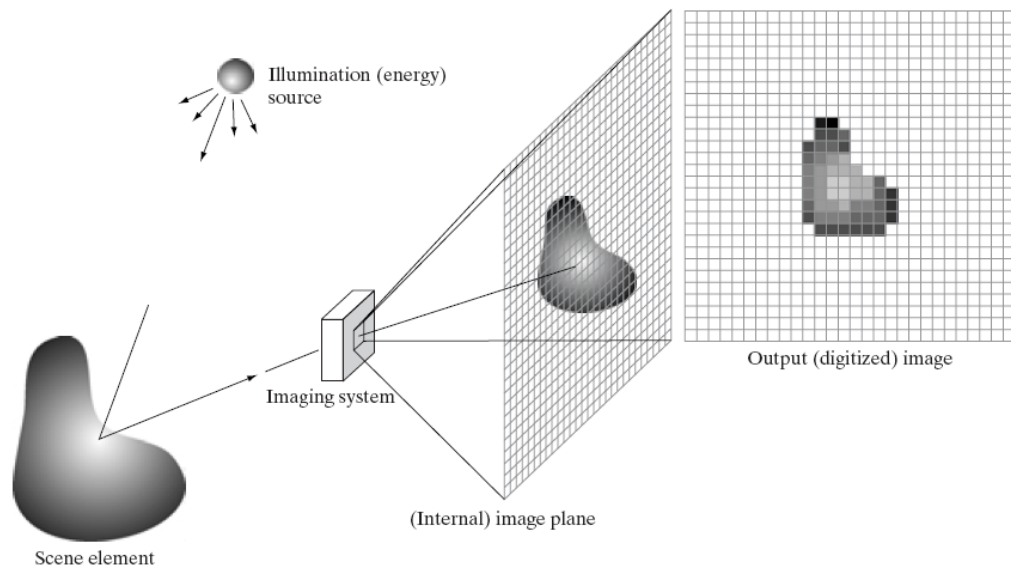 Illumination (energy)
source
Output (digitized) image
Imaging system
(Internal) image plane
Scene element